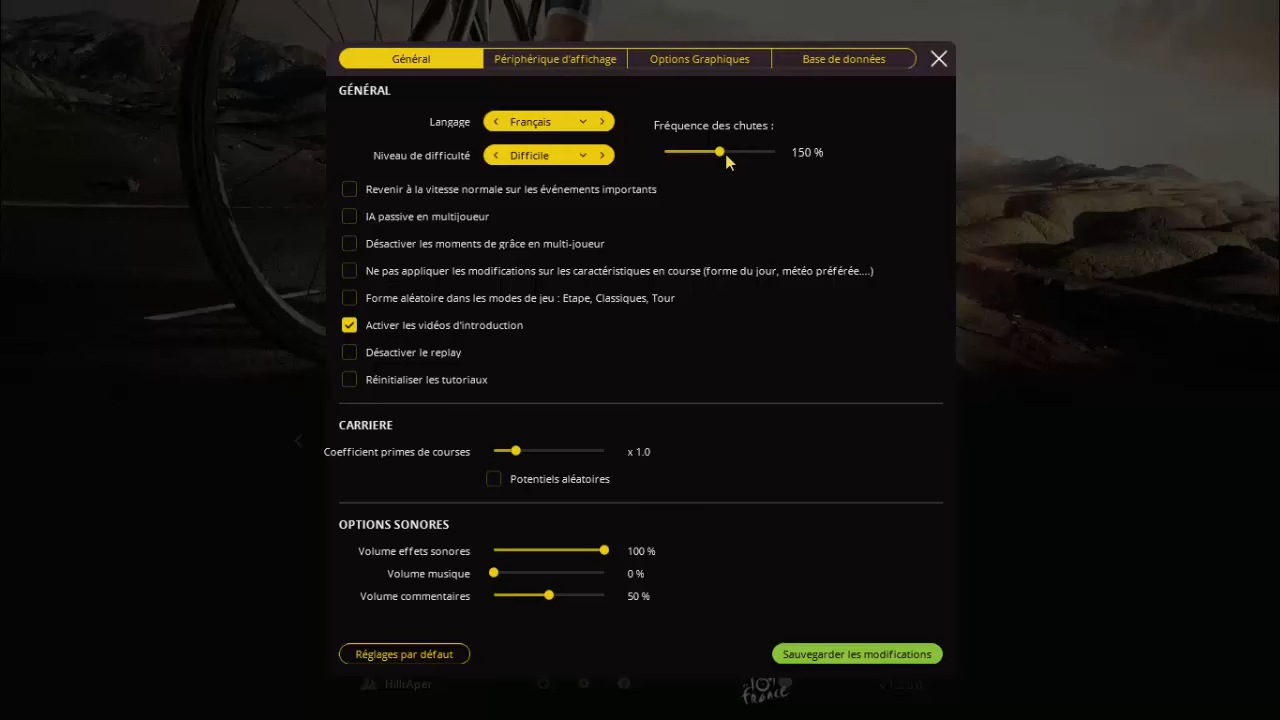 Général
Périphérique d'affichage
Options Graphiques
Base de données
GÉNÉRAL
Langage
Français
Fréquence des chutes :
Niveau de difficulté
Difficile
150 %
Revenir à la vitesse normale sur les événements importants
IA passive en multijoueur
Désactiver les moments de grâce en multi-joueur
Ne pas appliquer les modifications sur les caractéristiques en course (forme du jour, météo préférée....)
Forme aléatoire dans les modes de jeu : Etape, Classiques, Tour
Activer les vidéos d'introduction
Désactiver le replay
Réinitialiser les tutoriaux
CARRIERE
Coefficient primes de courses
x 1.0
Potentiels aléatoires
OPTIONS SONORES
Volume effets sonores
100 %
Volume musique
0 %
Volume commentaires
50 %
Réglages par défaut
Sauvegarder les modifications
HillsAper
FRANCE